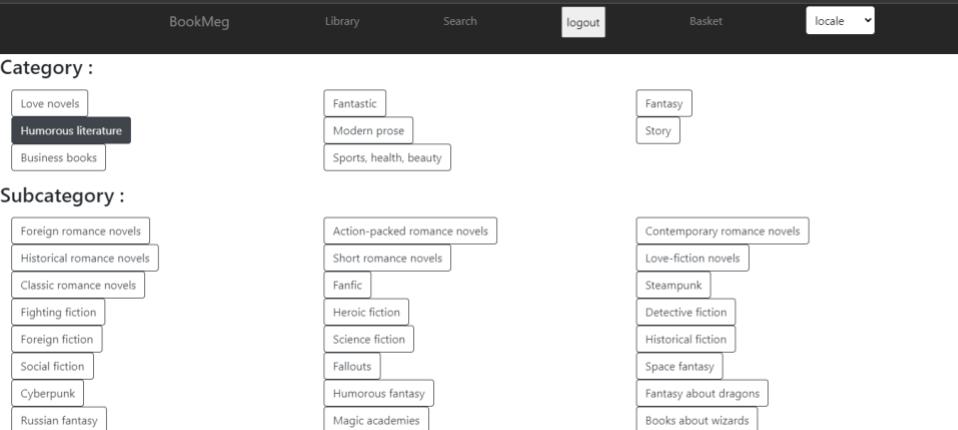 BookMeg Library Search logout Basket locale
Category :
Love novels Fantastic Fantasy
Humorous literature Modern prose Story
Business books Sports, health, beauty
Subcategory :
Foreign romance novels Action-packed romance novels Contemporary romance novels
Historical romance novels Short romance novels Love-fiction novels
Classic romance novels Fanfic Steampunk
Fighting fiction Heroic fiction Detective fiction
Foreign fiction Science fiction Historical fiction
Social fiction Fallouts Space fantasy
Cyberpunk Humorous fantasy Fantasy about dragons
Russian fantasy Magic academies Books about wizards